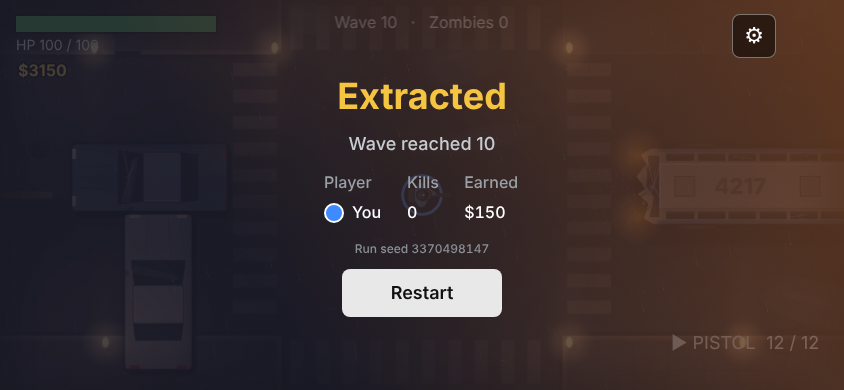 Wave 10 · Zombies 0
HP 100 / 100
$3150
Extracted
Wave reached 10
Player Kills Earned
You 0 $150
4217
Run seed 3370498147
Restart
▶ PISTOL 12 / 12